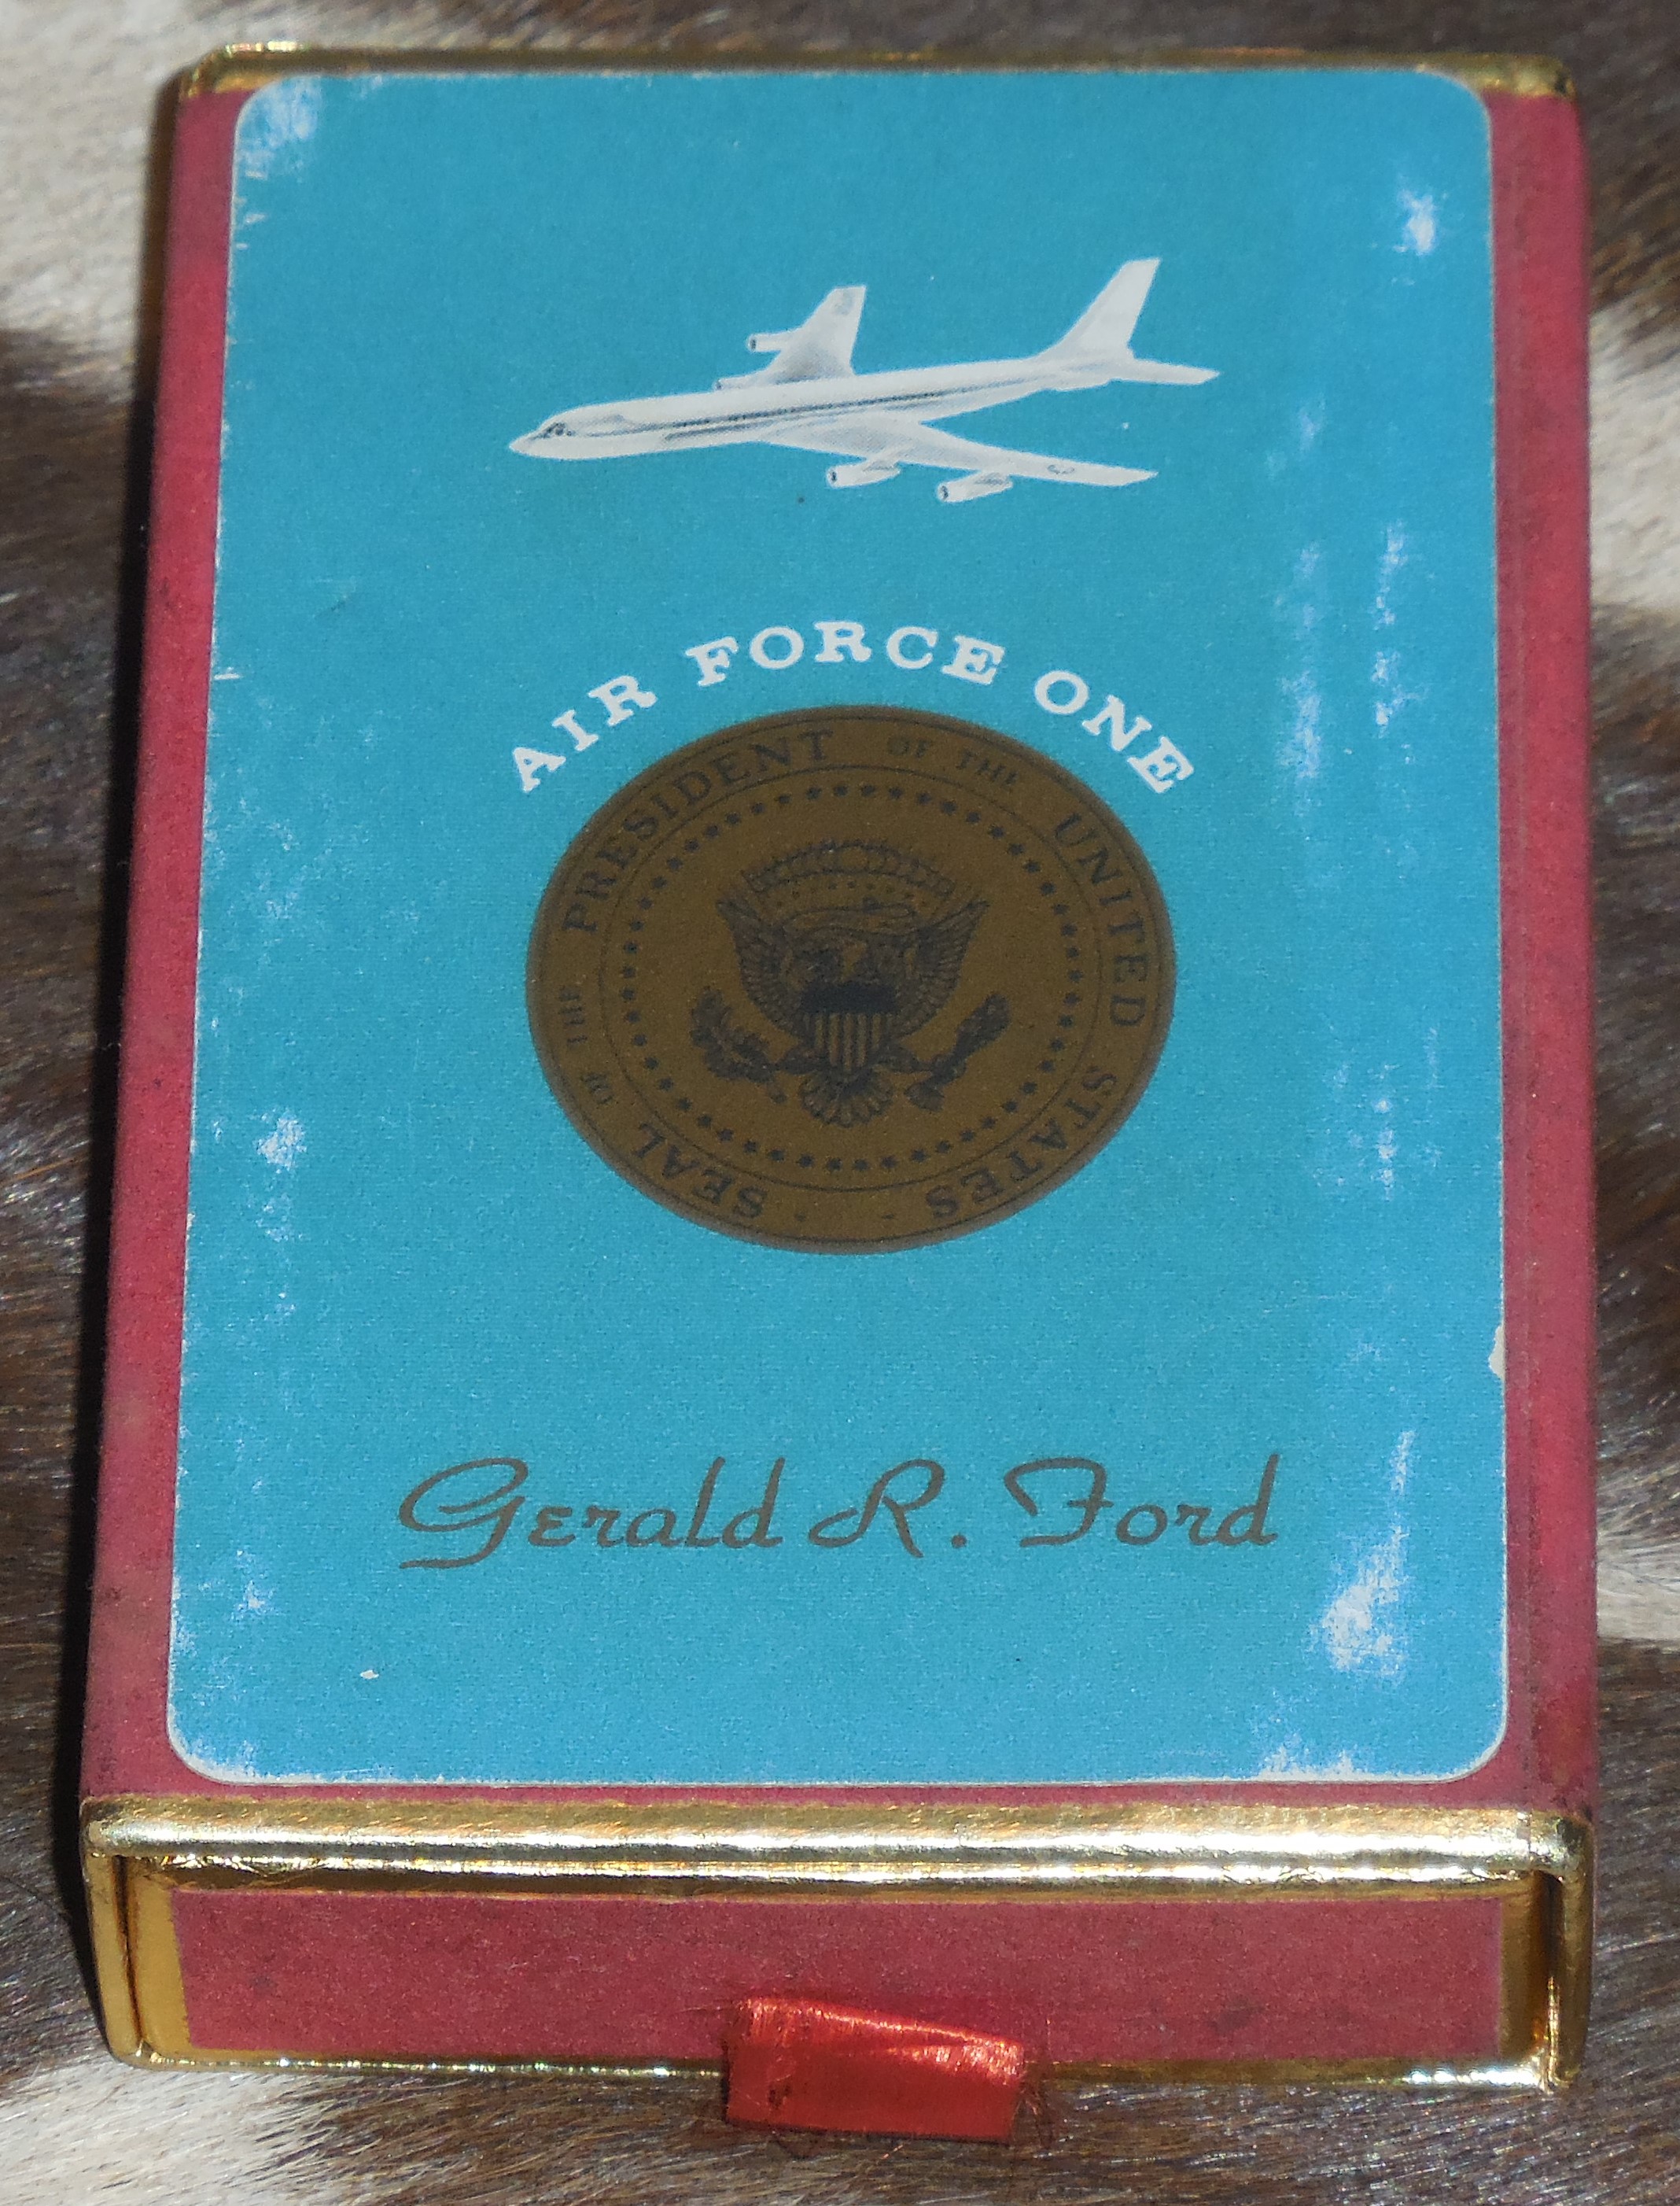 AIR FORCE ONE
SEAL OF THE PRESIDENT OF THE UNITED STATES
Gerald R. Ford